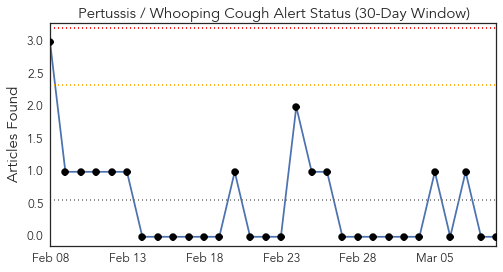 Pertussis / Whooping Cough Alert Status (30-Day Window)
Articles Found
3.0
2.5
2.0
1.5
1.0
0.5
0.0
Feb 08 Feb 13 Feb 18 Feb 23 Feb 28 Mar 05